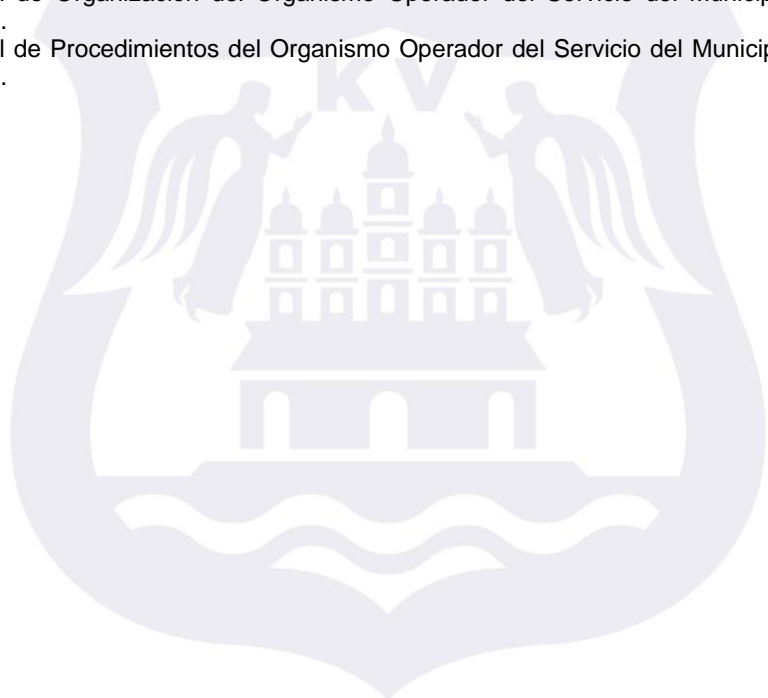 de Organización del Organismo Operador del Servicio del Municip
.
l de Procedimientos del Organismo Operador del Servicio del Municip
.
KV